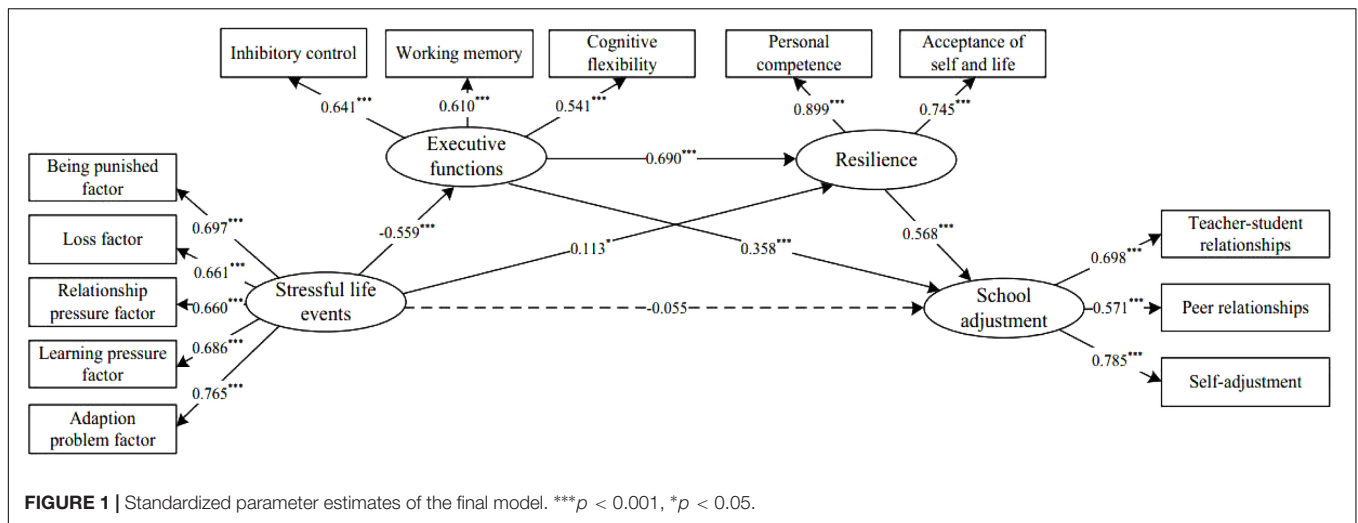 Inhibitory control
Working memory
Cognitive
flexibility
Personal
competence
Acceptance of
self and life
0.641***
0.610***
0.541***
0.899***
0.745***
Executive
functions
0.690***
Resilience
Being punished
factor
Loss factor
Relationship
pressure factor
Learning pressure
factor
Adaption
problem factor
0.697***
0.661***
0.660***
0.686***
0.765***
-0.559***
0.113*
0.358***
0.568***
Stressful life
events
-0.055
School
adjustment
0.698***
0.571***
0.785***
Teacher-student
relationships
Peer relationships
Self-adjustment
FIGURE 1 | Standardized parameter estimates of the final model. ***p < 0.001, *p < 0.05.